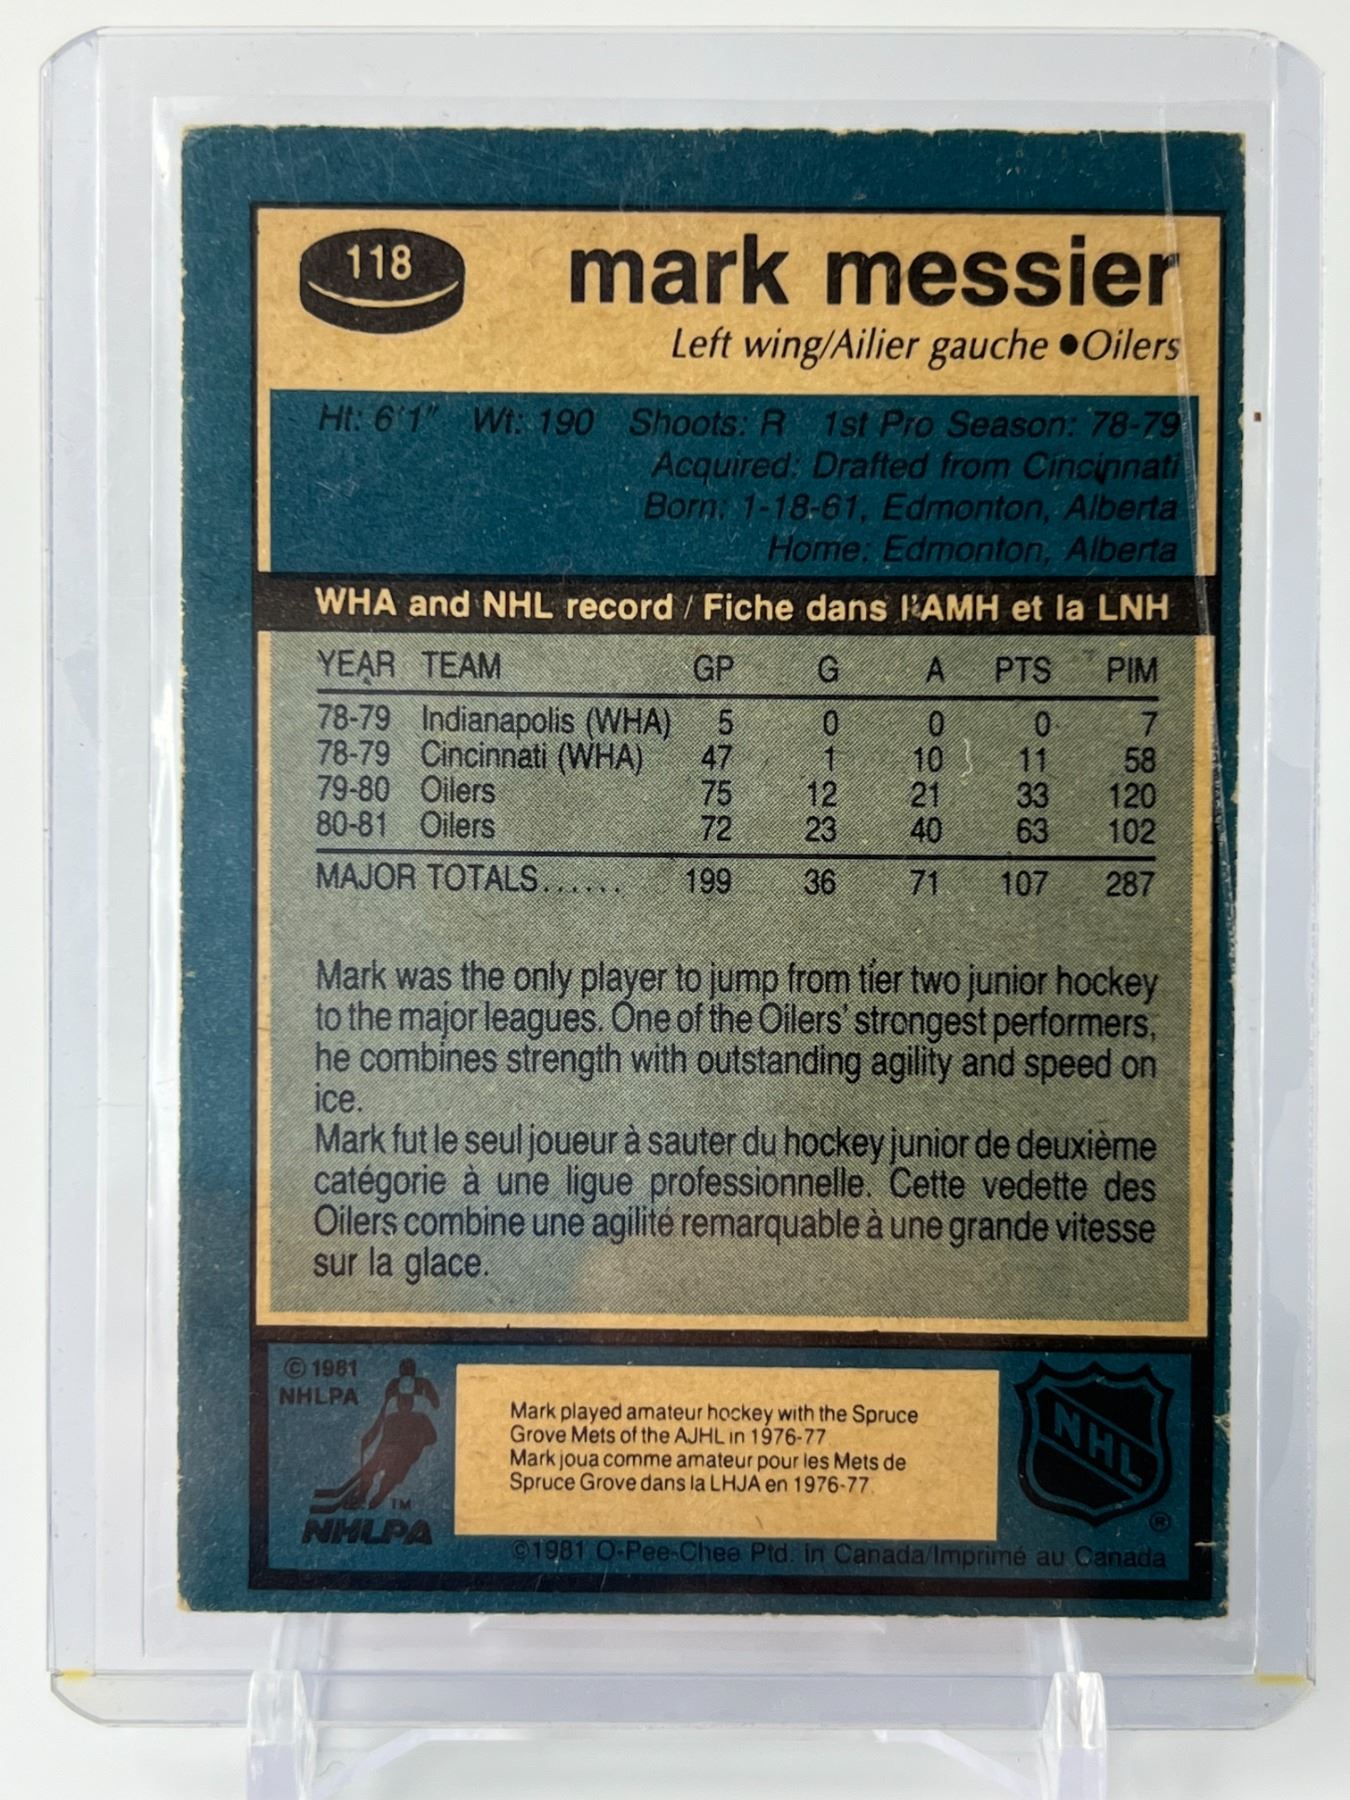 118
mark messier
Left wing/Ailier gauche ●Oilers
Ht: 6'1" Wt: 190 Shoots: R 1st Pro Season: 78-79
Acquired: Drafted from Cincinnati
Born: 1-18-61, Edmonton, Alberta
Home: Edmonton, Alberta
WHA and NHL record / Fiche dans l'AMH et la LNH
YEAR TEAM GP G A PTS PIM
78-79 Indianapolis (WHA) 5 0 0 0 7
78-79 Cincinnati (WHA) 47 1 10 11 58
79-80 Oilers 75 12 21 33 120
80-81 Oilers 72 23 40 63 102
MAJOR TOTALS...... 199 36 71 107 287
Mark was the only player to jump from tier two junior hockey
to the major leagues. One of the Oilers' strongest performers,
he combines strength with outstanding agility and speed on
ice.
Mark fut le seul joueur à sauter du hockey junior de deuxième
catégorie à une ligue professionnelle. Cette vedette des
Oilers combine une agilité remarquable à une grande vitesse
sur la glace.
© 1981
NHLPA
TM
NHLPA
Mark played amateur hockey with the Spruce
Grove Mets of the AJHL in 1976-77.
Mark joua comme amateur pour les Mets de
Spruce Grove dans la LHJA en 1976-77.
NHL
®
©1981 O-Pee-Chee Ptd. in Canada/Imprimé au Canada